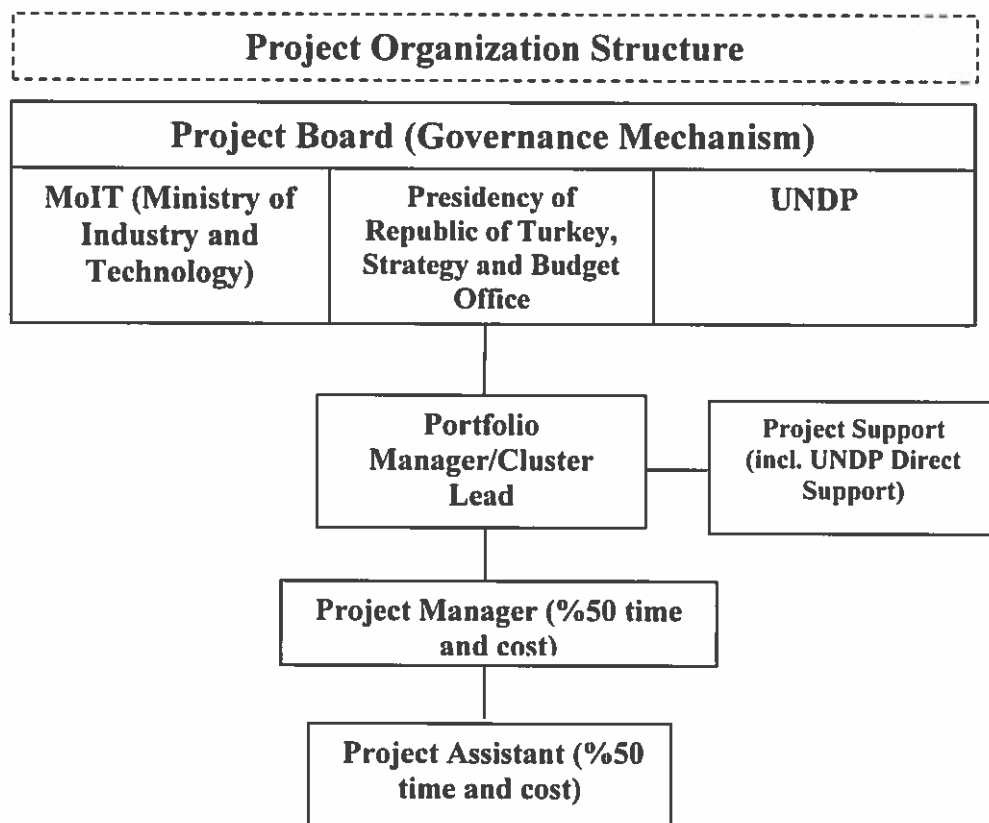 Project Organization Structure
Project Board (Governance Mechanism)
MoIT (Ministry of
Industry and
Technology)
Presidency of
Republic of Turkey,
Strategy and Budget
Office
UNDP
Portfolio
Manager/Cluster
Lead
Project Support
(incl. UNDP Direct
Support)
Project Manager (%50 time
and cost)
Project Assistant (%50
time and cost)